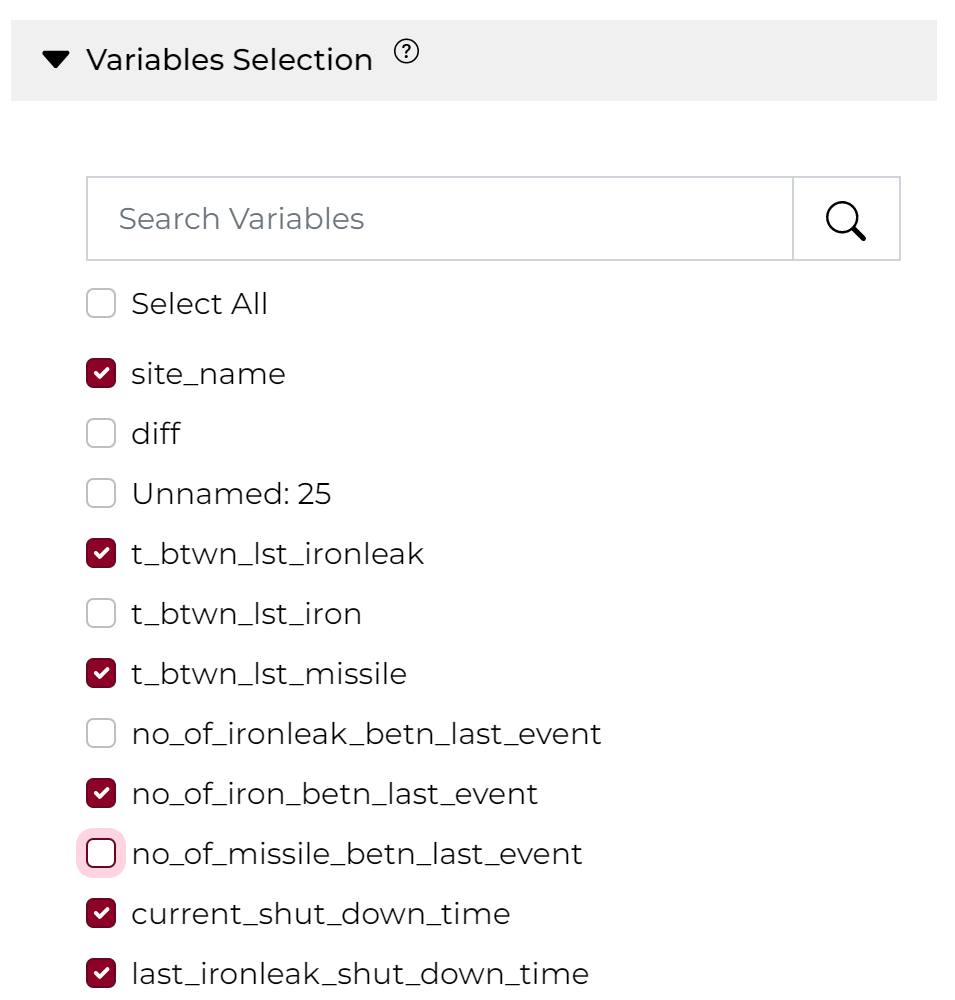 Variables Selection ?
Search Variables
Select All
site_name
diff
Unnamed: 25
t_btwn_lst_ironleak
t_btwn_lst_iron
t_btwn_lst_missile
no_of_ironleak_betn_last_event
no_of_iron_betn_last_event
no_of_missile_betn_last_event
current_shut_down_time
last_ironleak_shut_down_time